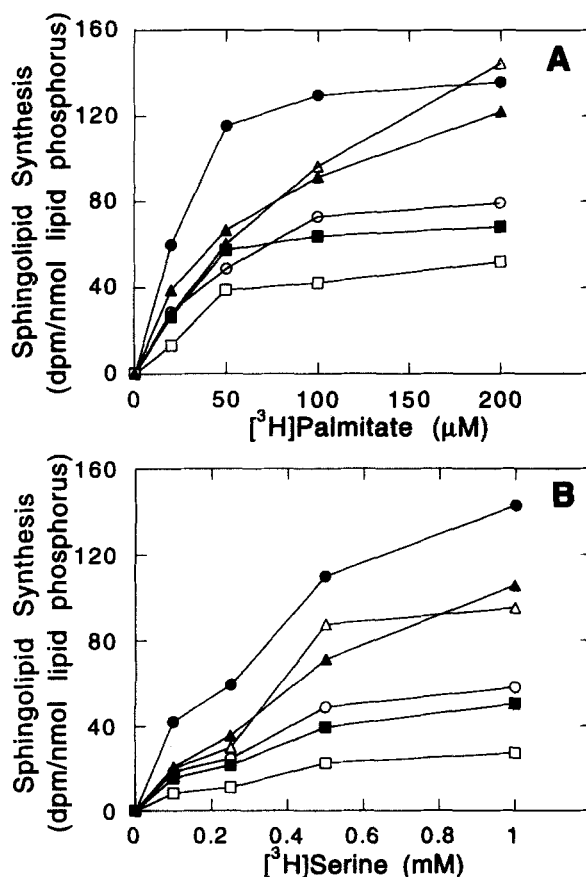 A
Sphingolipid Synthesis
(dpm/nmol lipid phosphorus)
160
120
80
40
0
0
50
100
150
200
[³H]Palmitate (μM)
B
Sphingolipid Synthesis
(dpm/nmol lipid phosphorus)
160
120
80
40
0
0
0.2
0.4
0.6
0.8
1
[³H]Serine (mM)